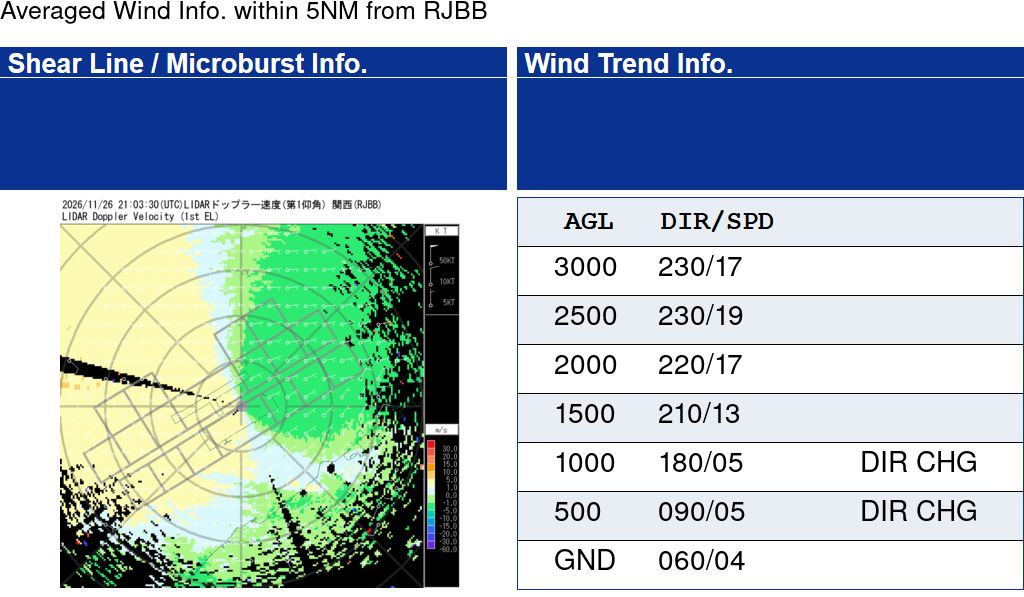 Averaged Wind Info. within 5NM from RJBB
Shear Line / Microburst Info.
Wind Trend Info.
2026/11/26 21:03:30(UTC)LIDARドップラー速度(第1仰角) 関西(RJBB)
LIDAR Doppler Velocity (1st EL)
KT
50KT
10KT
5KT
m/s
30.0
20.0
15.0
10.0
5.0
1.0
0.0
-1.0
-5.0
-10.0
-15.0
-20.0
-30.0
-60.0
AGL DIR/SPD
3000 230/17
2500 230/19
2000 220/17
1500 210/13
1000 180/05 DIR CHG
500 090/05 DIR CHG
GND 060/04